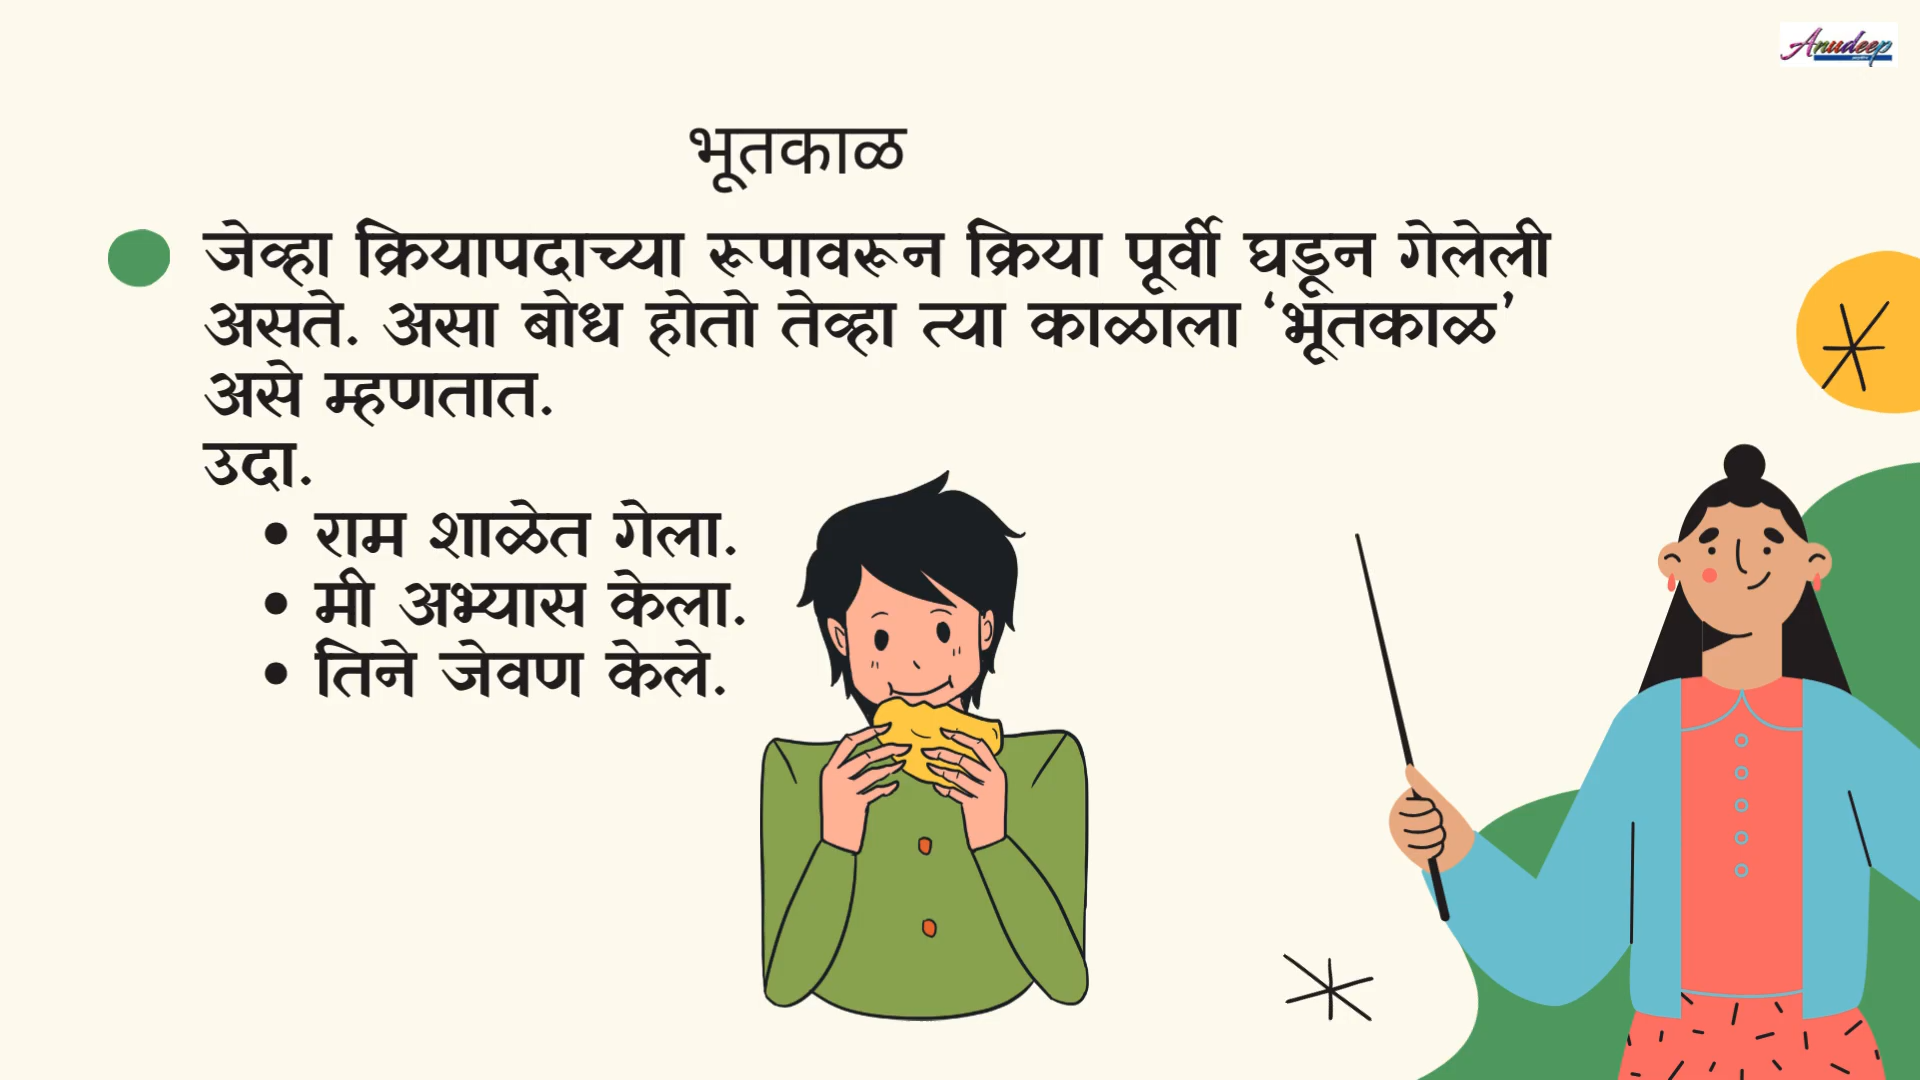 Anudeep
भूतकाळ
जेव्हा क्रियापदाच्या रूपावरून क्रिया पूर्वी घडून गेलेली
असते. असा बोध होतो तेव्हा त्या काळाला ‘भूतकाळ’
असे म्हणतात.
उदा.
• राम शाळेत गेला.
• मी अभ्यास केला.
• तिने जेवण केले.